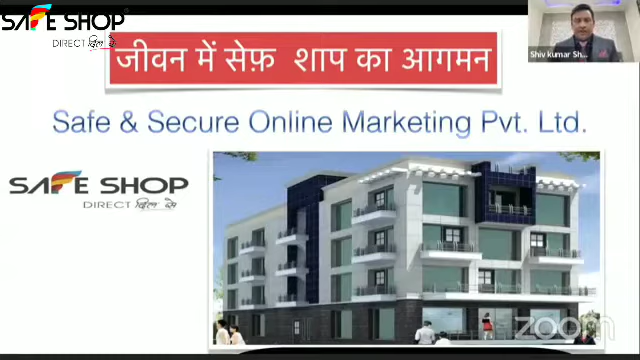 SAFE SHOP
DIRECT दिल से
Shiv kumar Sh...
जीवन में सेफ़ शाप का आगमन
Safe & Secure Online Marketing Pvt. Ltd.
SAFE SHOP
DIRECT दिल से
zoom